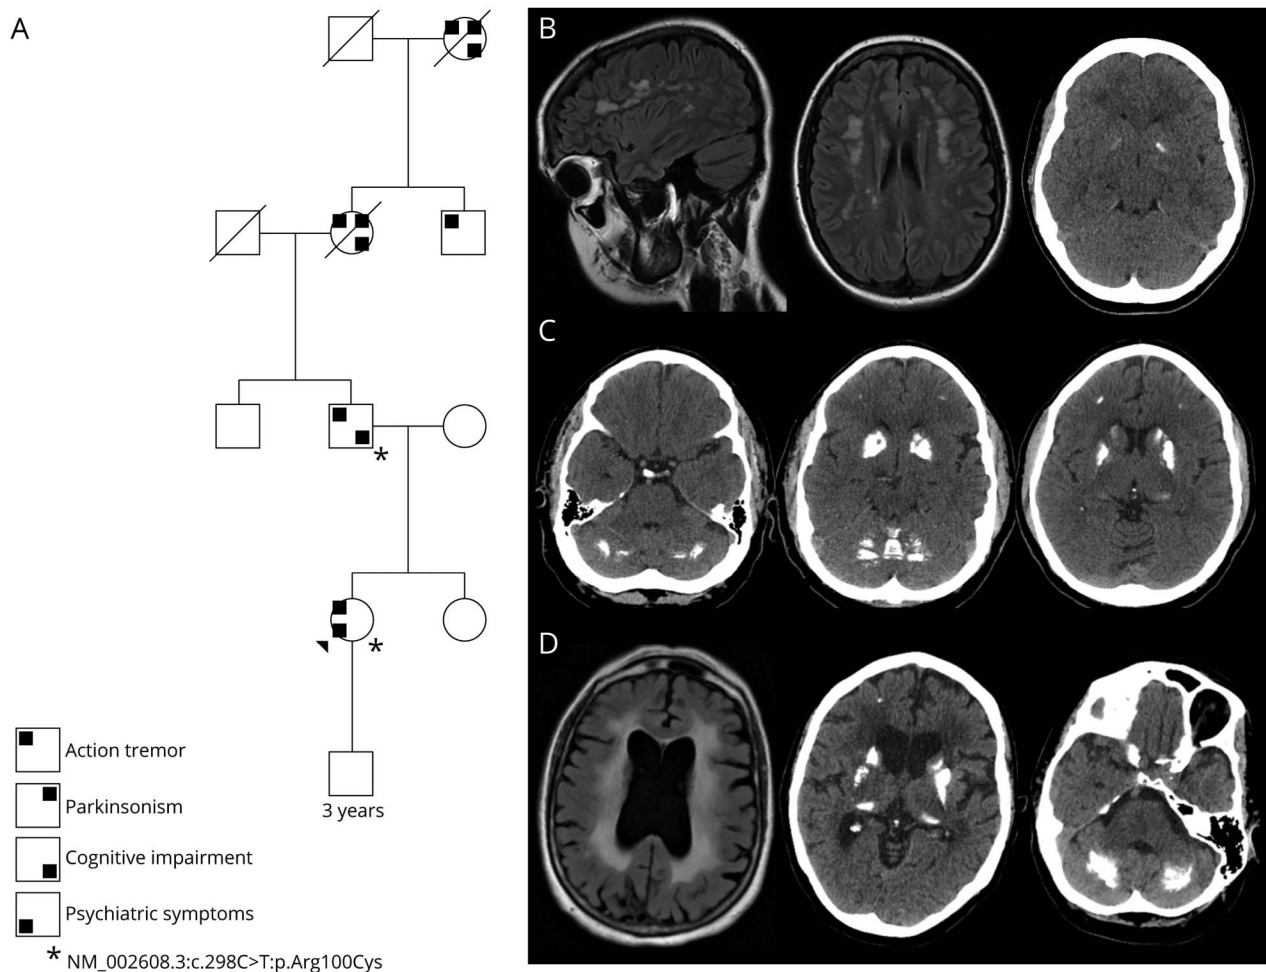 A
B
C
D
3 years
Action tremor
Parkinsonism
Cognitive impairment
Psychiatric symptoms
* NM_002608.3:c.298C>T:p.Arg100Cys